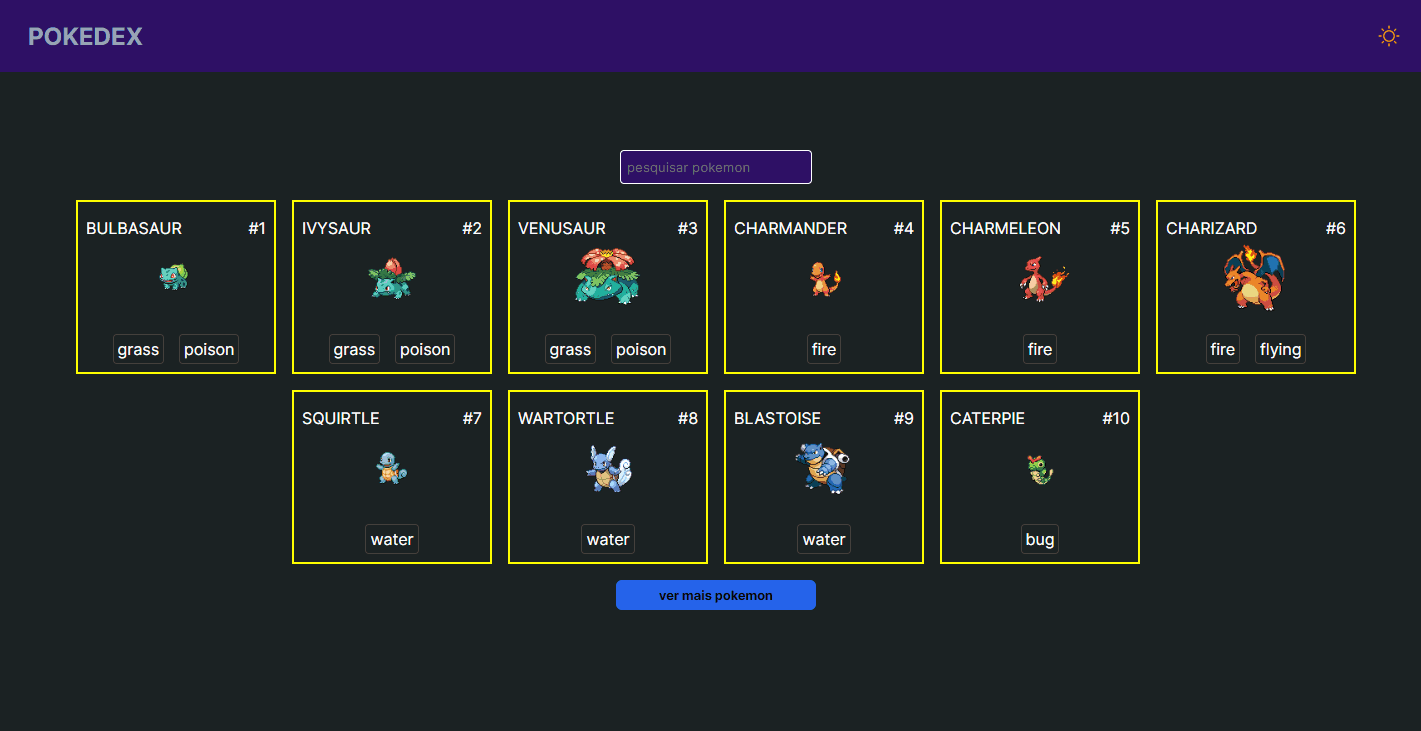 POKEDEX
pesquisar pokemon
BULBASAUR #1
IVYSAUR #2
VENUSAUR #3
CHARMANDER #4
CHARMELEON #5
CHARIZARD #6
grass poison
grass poison
grass poison
fire
fire
fire flying
SQUIRTLE #7
WARTORTLE #8
BLASTOISE #9
CATERPIE #10
water
water
water
bug
ver mais pokemon